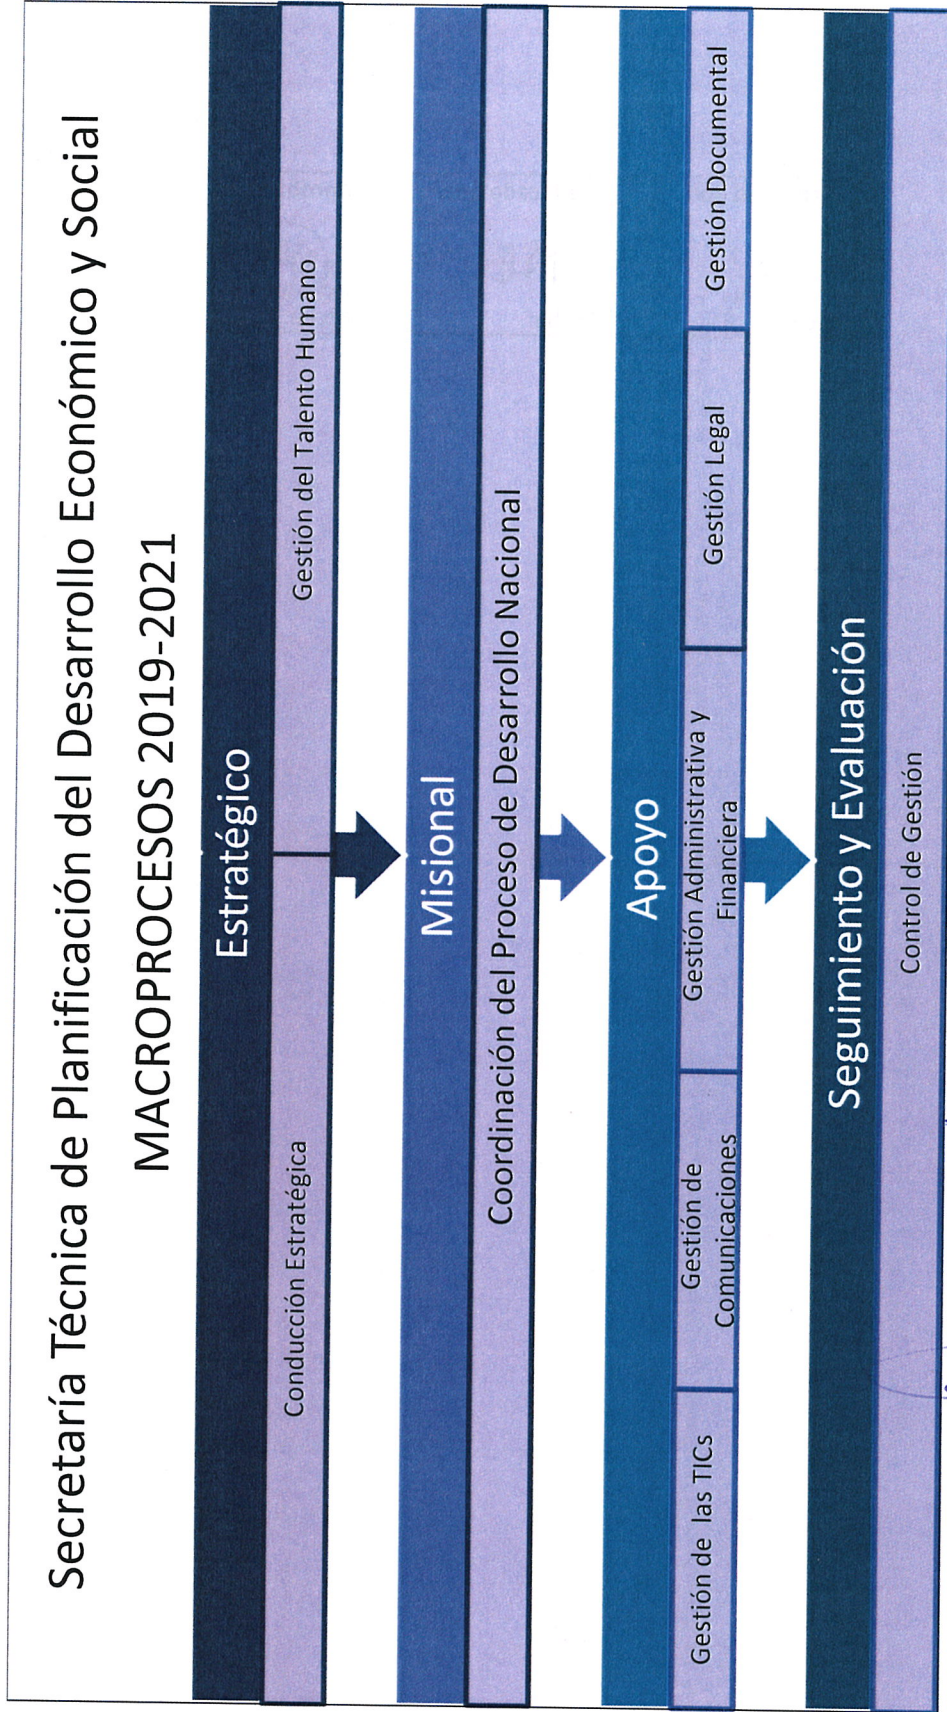 Secretaría Técnica de Planificación del Desarrollo Económico y Social
MACROPROCESOS 2019-2021
Estratégico
Conducción Estratégica
Gestión del Talento Humano
Misional
Coordinación del Proceso de Desarrollo Nacional
Apoyo
Gestión de las TICs
Gestión de
Comunicaciones
Gestión Administrativa y
Financiera
Gestión Legal
Gestión Documental
Seguimiento y Evaluación
Control de Gestión